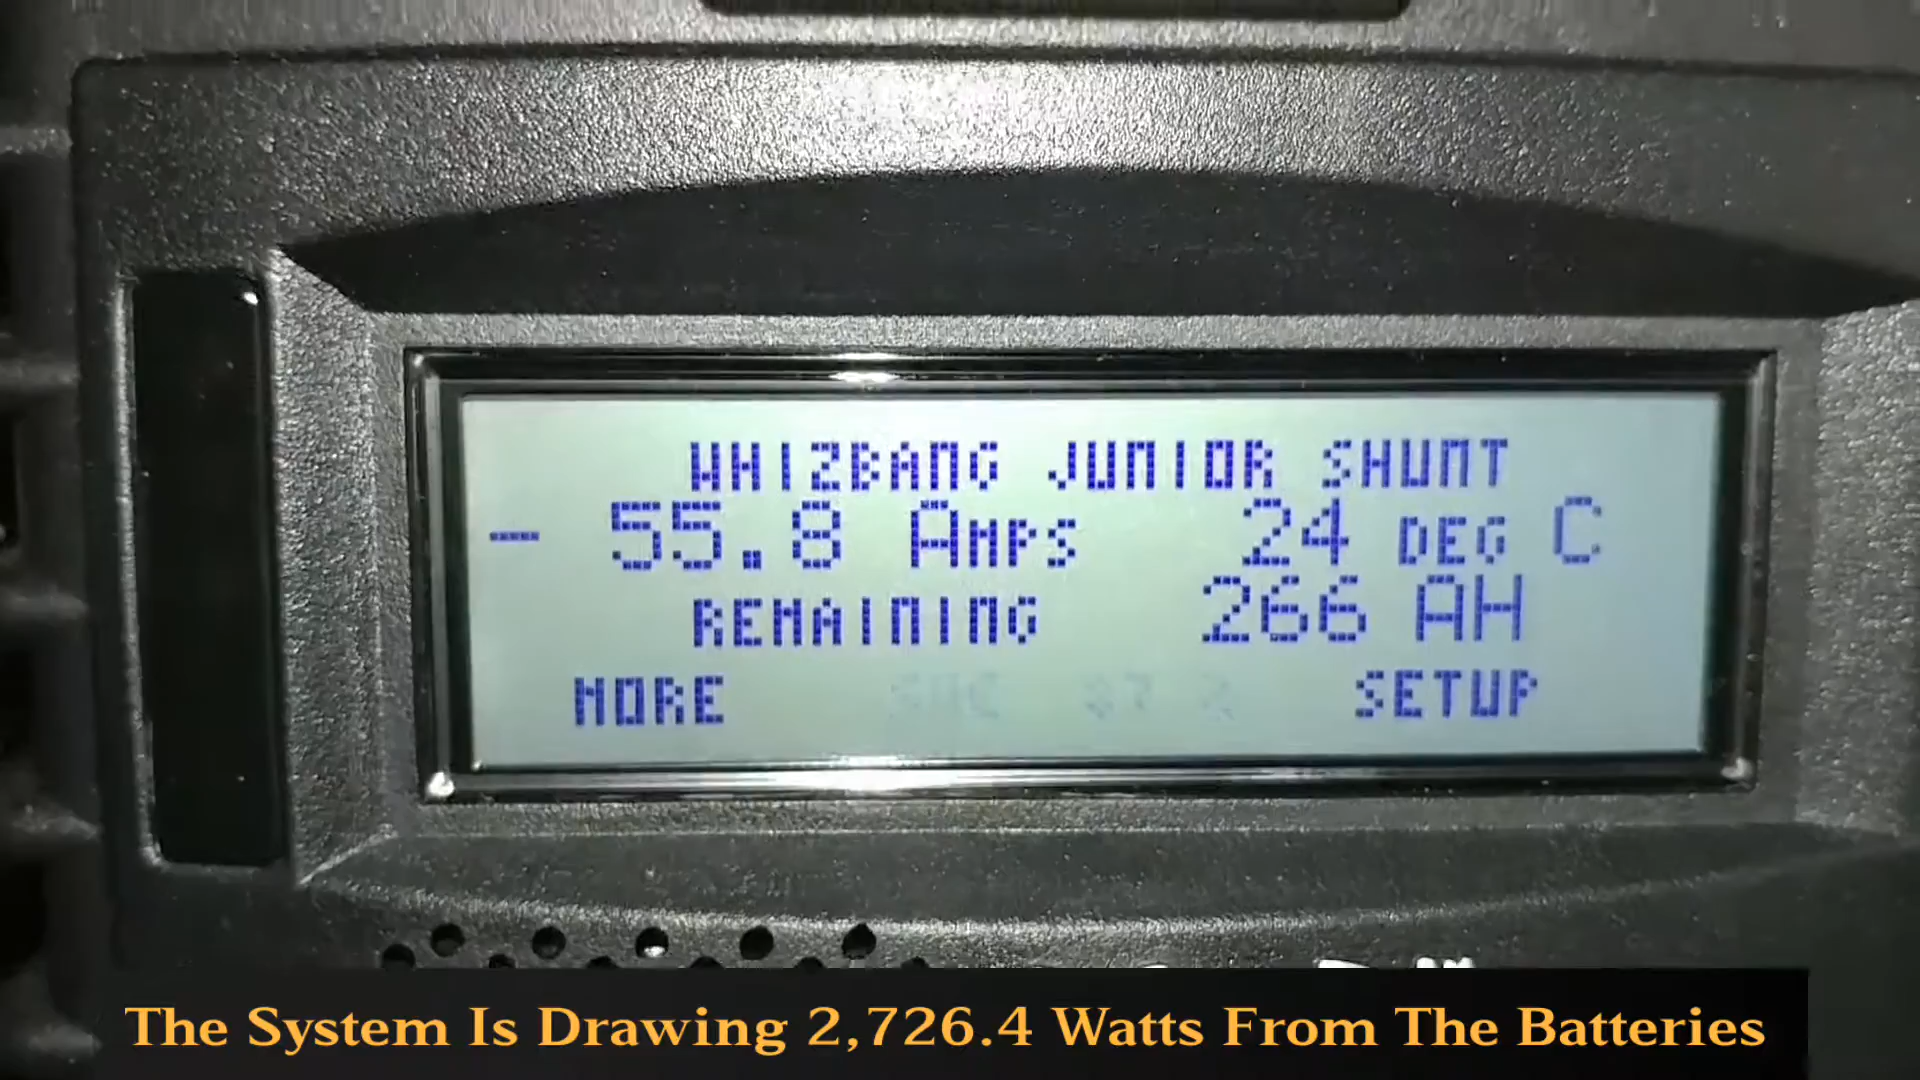 WHIZBANG JUNIOR SHUNT
- 55.8 AMPS 24 DEG C
REMAINING 266 AH
MORE SETUP
The System Is Drawing 2,726.4 Watts From The Batteries